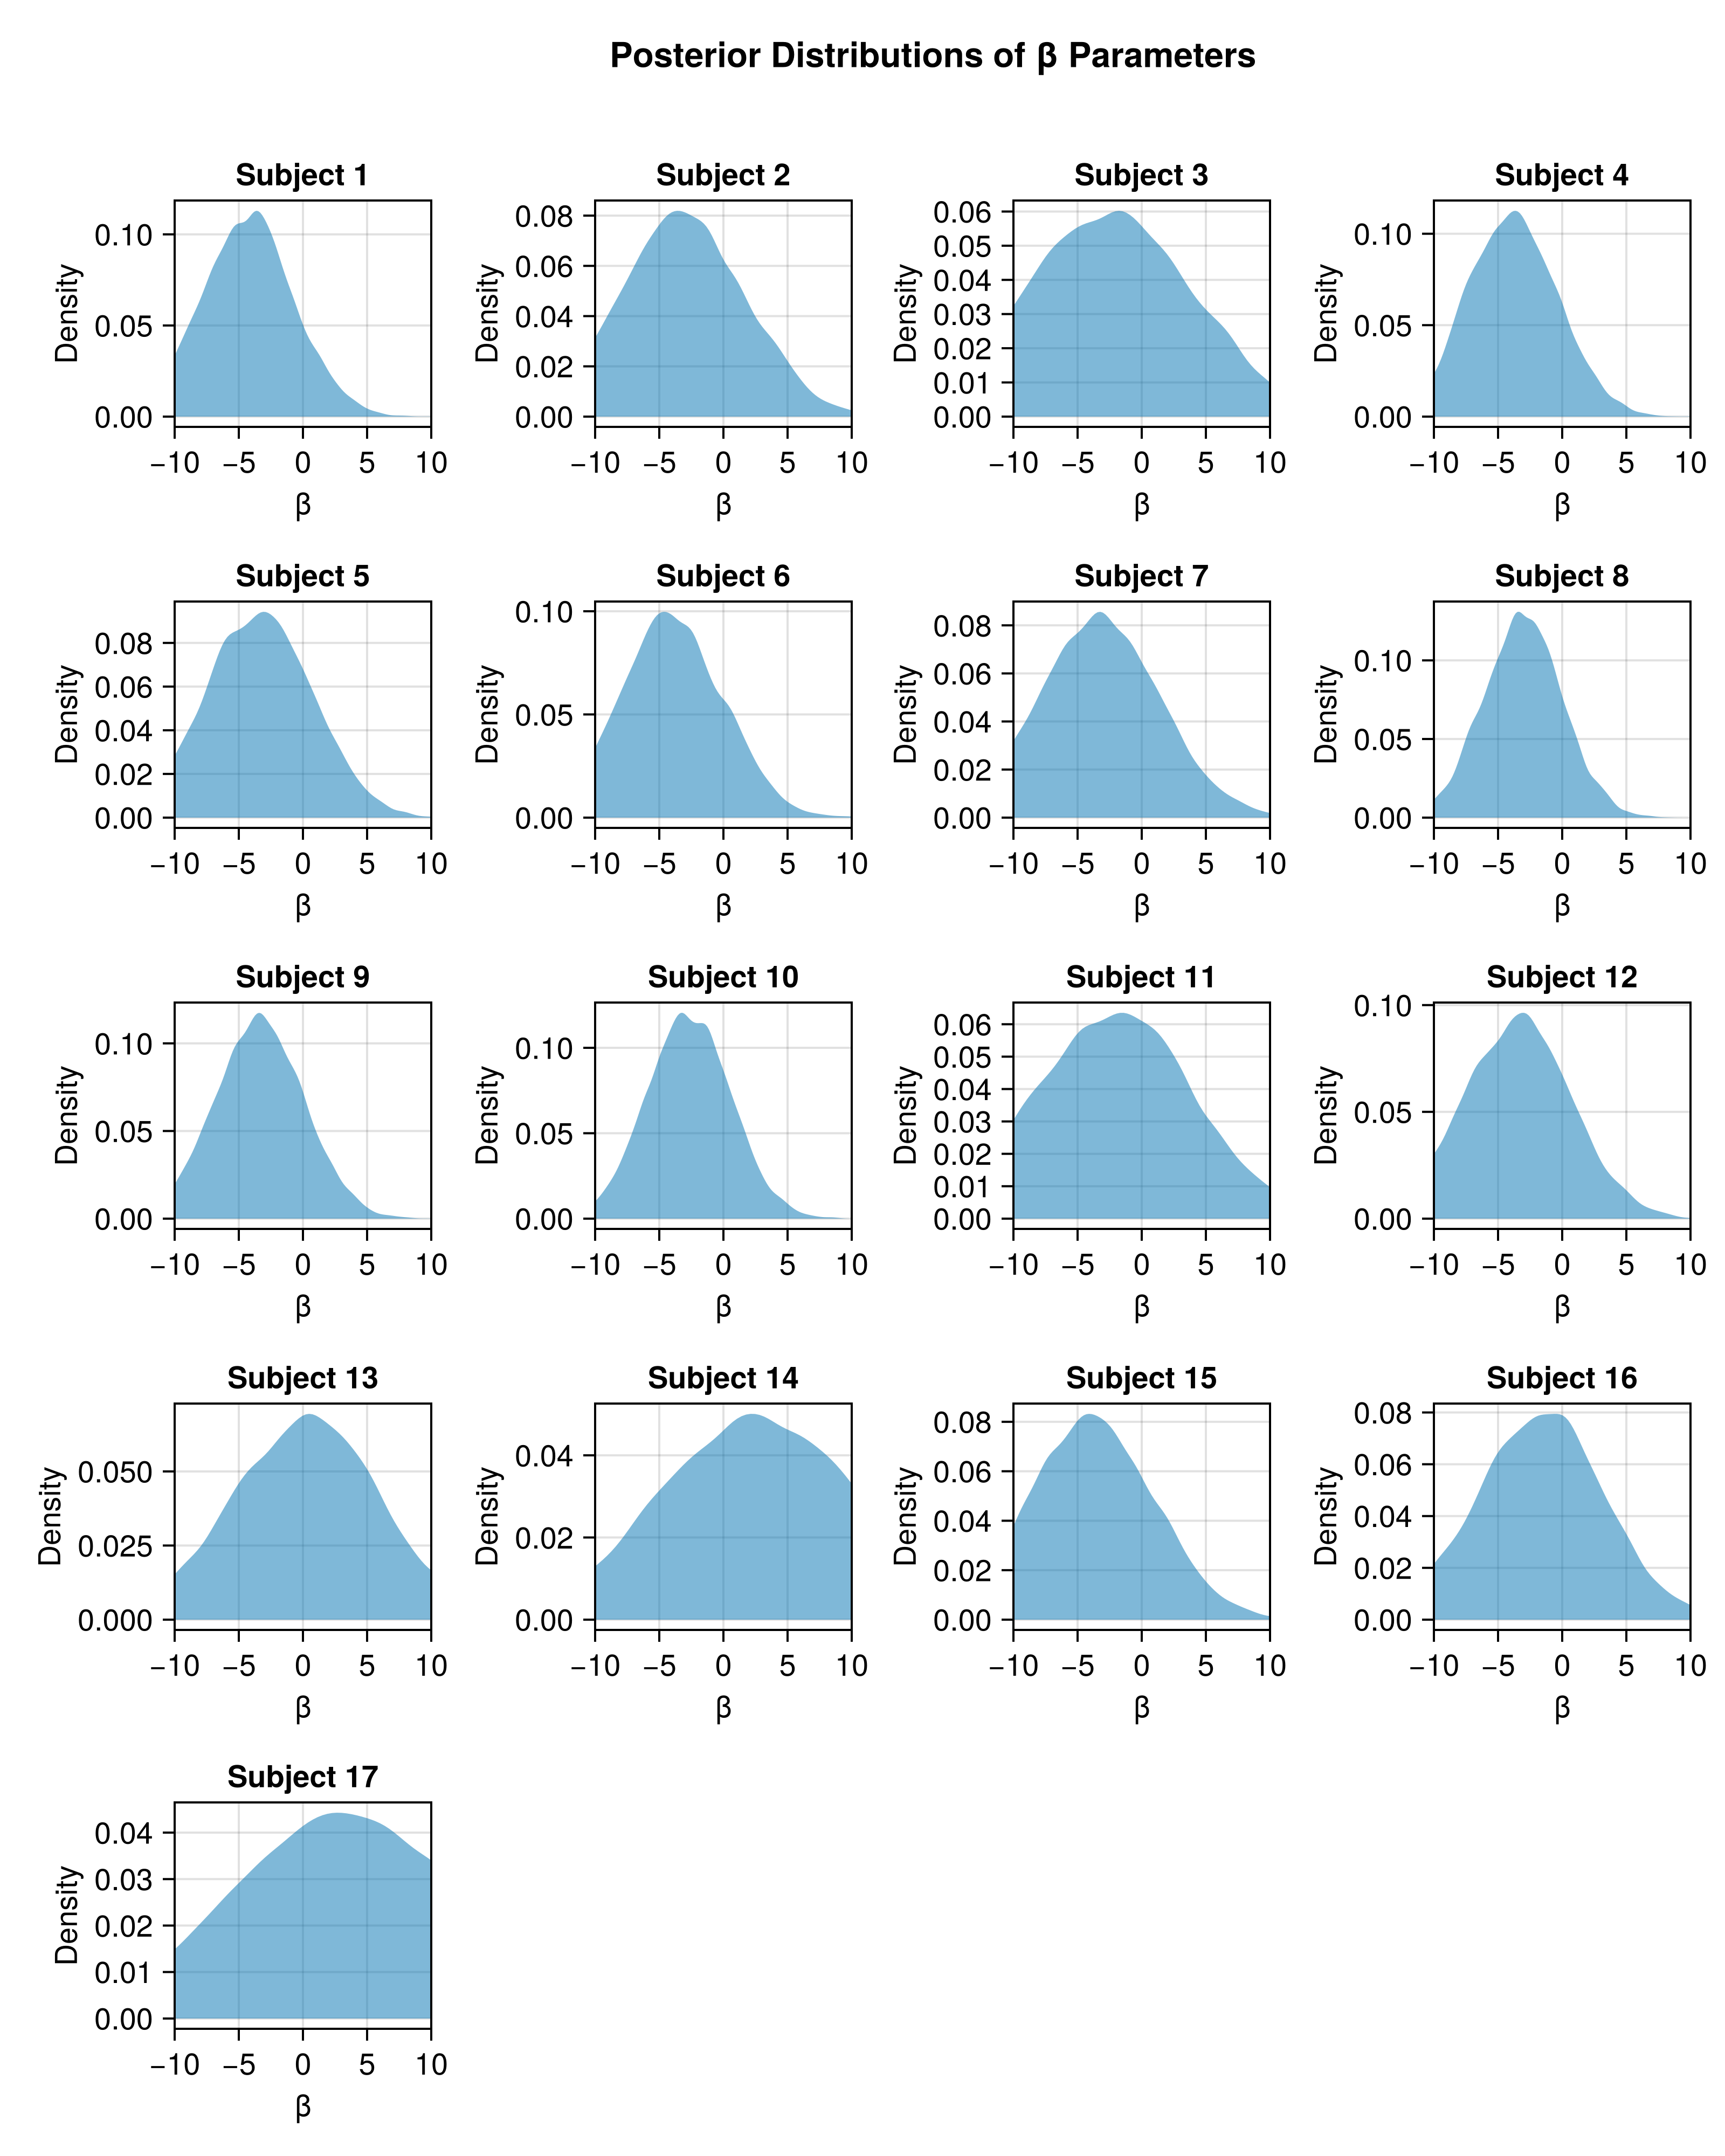 Posterior Distributions of β Parameters
Subject 1
Subject 2
Subject 3
Subject 4
Density
0.10
0.05
0.00
−10 −5 0 5 10
β
Density
0.08
0.06
0.04
0.02
0.00
−10 −5 0 5 10
β
Density
0.06
0.05
0.04
0.03
0.02
0.01
0.00
−10 −5 0 5 10
β
Density
0.10
0.05
0.00
−10 −5 0 5 10
β
Subject 5
Subject 6
Subject 7
Subject 8
Density
0.08
0.06
0.04
0.02
0.00
−10 −5 0 5 10
β
Density
0.10
0.05
0.00
−10 −5 0 5 10
β
Density
0.08
0.06
0.04
0.02
0.00
−10 −5 0 5 10
β
Density
0.10
0.05
0.00
−10 −5 0 5 10
β
Subject 9
Subject 10
Subject 11
Subject 12
Density
0.10
0.05
0.00
−10 −5 0 5 10
β
Density
0.10
0.05
0.00
−10 −5 0 5 10
β
Density
0.06
0.05
0.04
0.03
0.02
0.01
0.00
−10 −5 0 5 10
β
Density
0.10
0.05
0.00
−10 −5 0 5 10
β
Subject 13
Subject 14
Subject 15
Subject 16
Density
0.050
0.025
0.000
−10 −5 0 5 10
β
Density
0.04
0.02
0.00
−10 −5 0 5 10
β
Density
0.08
0.06
0.04
0.02
0.00
−10 −5 0 5 10
β
Density
0.08
0.06
0.04
0.02
0.00
−10 −5 0 5 10
β
Subject 17
Density
0.04
0.03
0.02
0.01
0.00
−10 −5 0 5 10
β